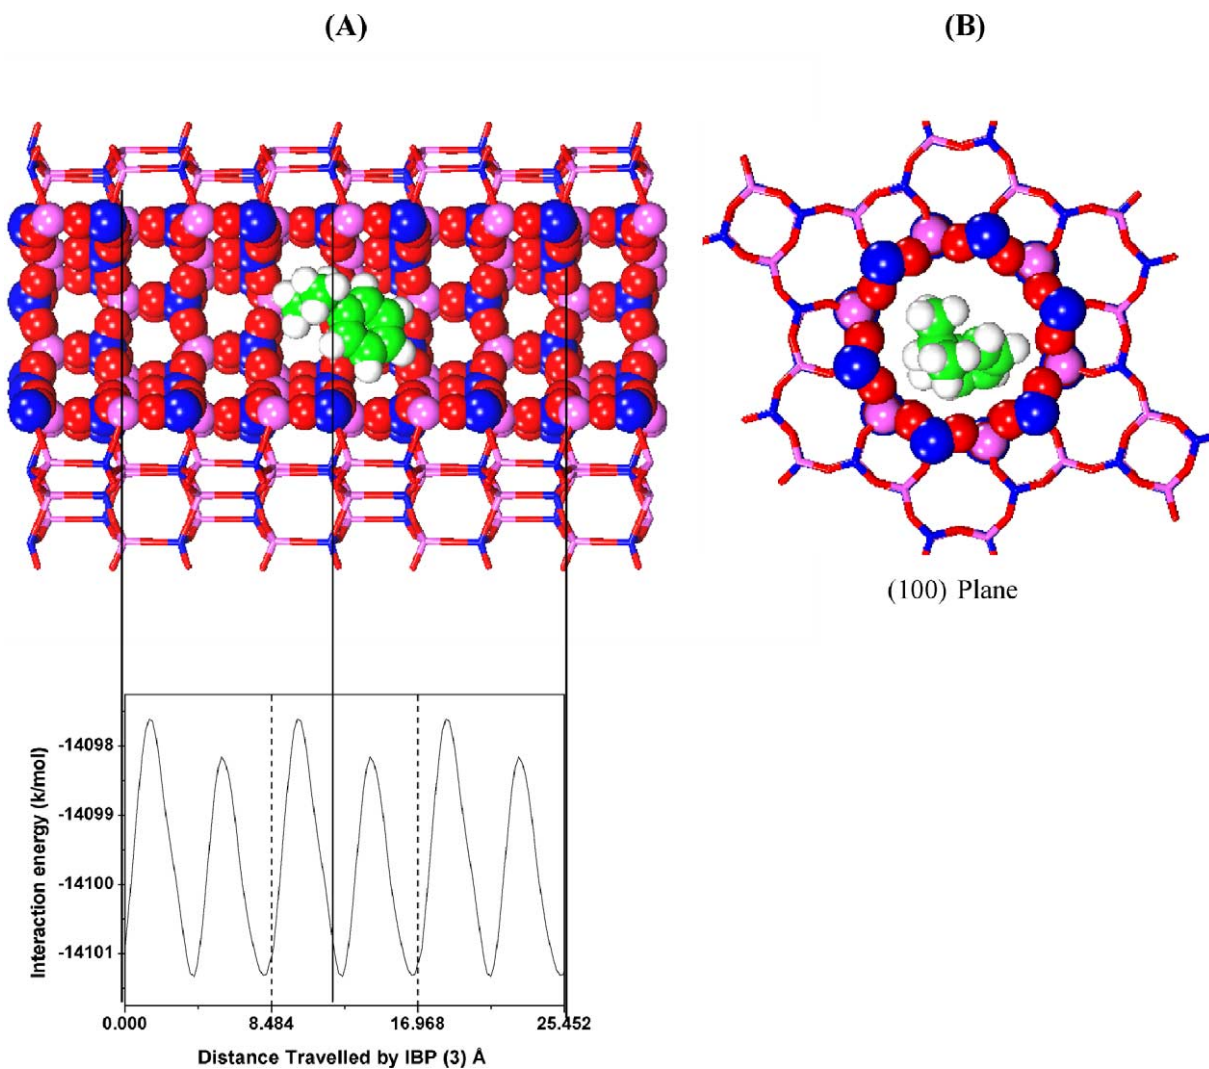 (A)
(B)
(100) Plane
Interaction energy (k/mol)
-14098
-14099
-14100
-14101
0.000
8.484
16.968
25.452
Distance Travelled by IBP (3) Å